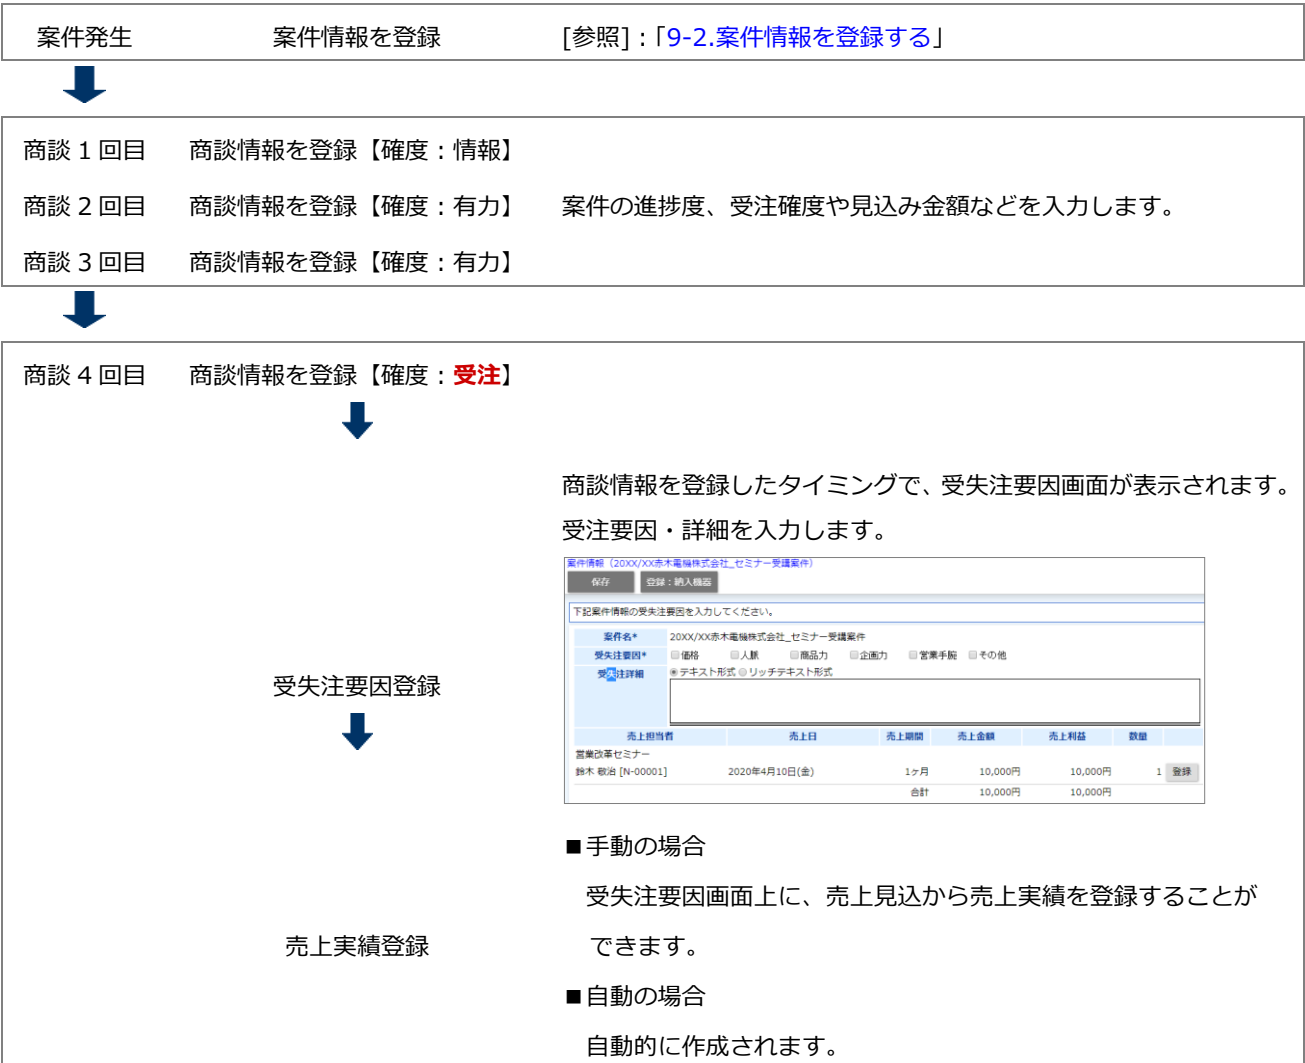 案件発生 案件情報を登録 [参照]：「9-2.案件情報を登録する」
商談１回目 商談情報を登録【確度：情報】
商談２回目 商談情報を登録【確度：有力】 案件の進捗度、受注確度や見込み金額などを入力します。
商談３回目 商談情報を登録【確度：有力】
商談４回目 商談情報を登録【確度：受注】
商談情報を登録したタイミングで、受失注要因画面が表示されます。
受注要因・詳細を入力します。
案件情報（20XX/XX赤木電機株式会社_セミナー受講案件）
保存 登録：納入機器
下記案件情報の受失注要因を入力してください。
案件名* 20XX/XX赤木電機株式会社_セミナー受講案件
受失注要因* 価格 人脈 商品力 企画力 営業手腕 その他
受失注詳細 テキスト形式 リッチテキスト形式
受失注要因登録
売上担当者 売上日 売上期間 売上金額 売上利益 数量
営業改革セミナー
鈴木 敬治 [N-00001] 2020年4月10日(金) 1ヶ月 10,000円 10,000円 1 登録
合計 10,000円 10,000円
■手動の場合
受失注要因画面上に、売上見込から売上実績を登録することが
売上実績登録 できます。
■自動の場合
自動的に作成されます。